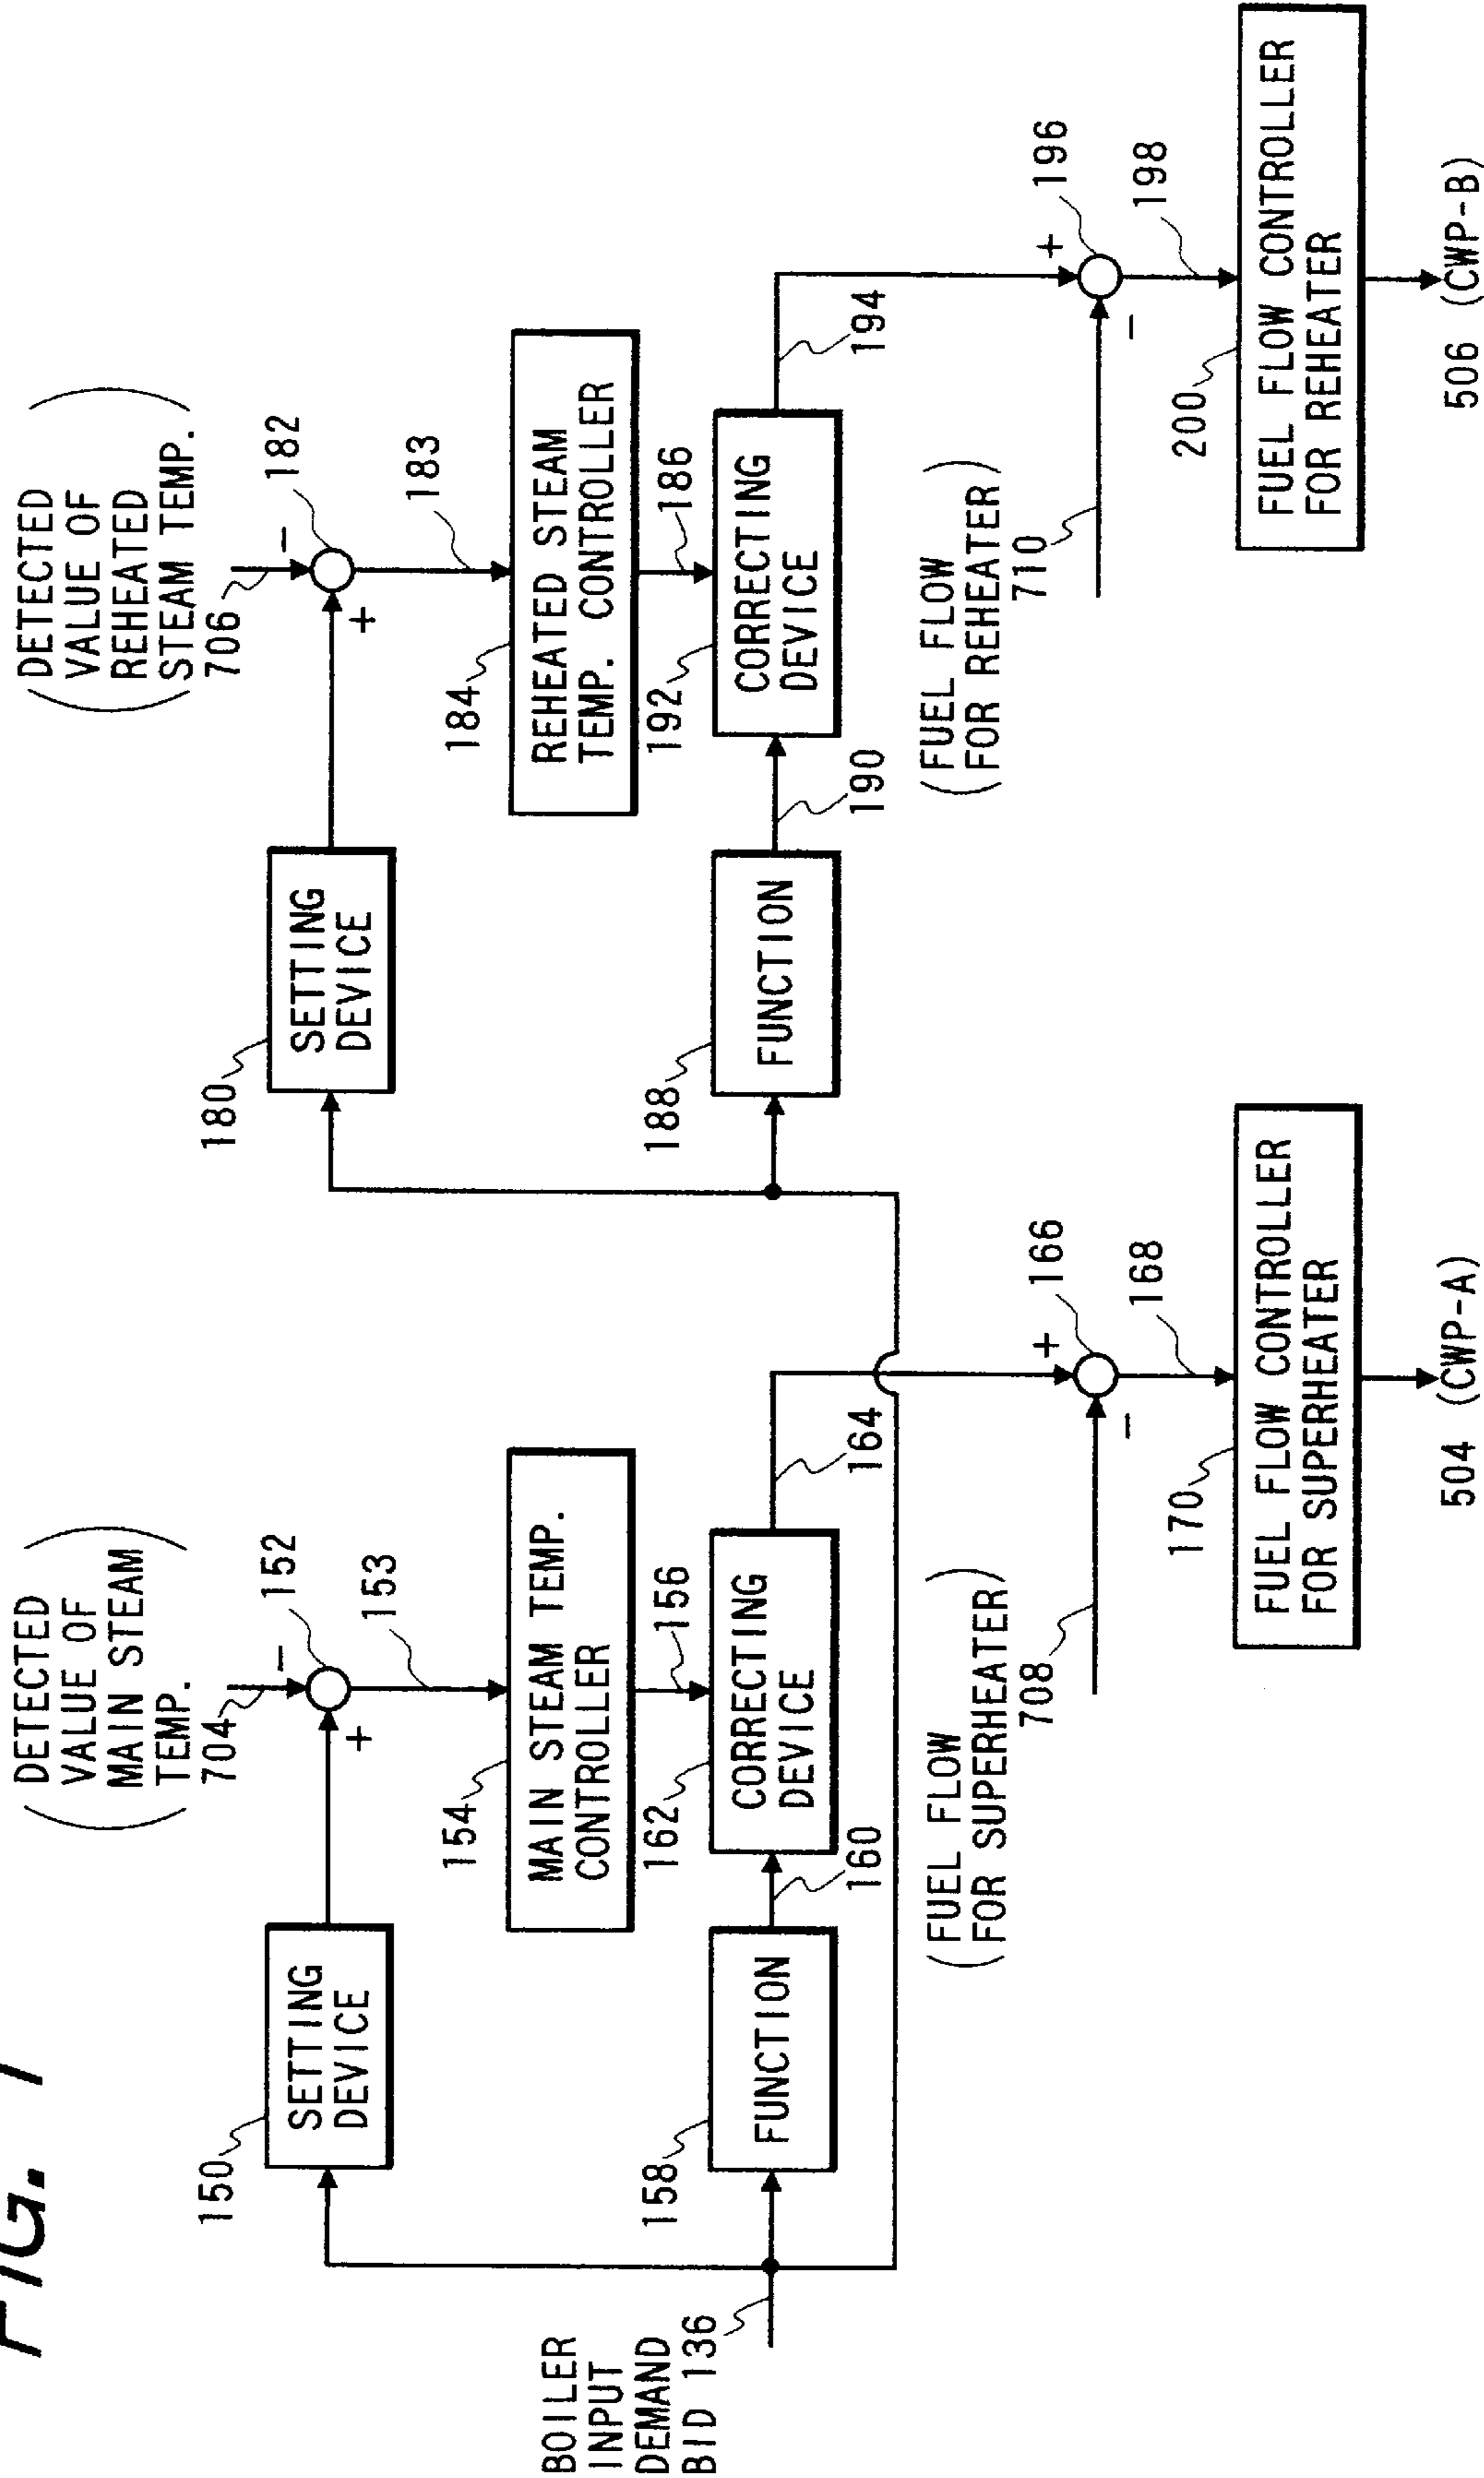 FIG. 1
BOILER
INPUT
DEMAND
BID 136
150
SETTING
DEVICE
DETECTED
VALUE OF
MAIN STEAM
TEMP.
704
-
+
152
153
154
MAIN STEAM TEMP.
CONTROLLER
156
158
FUNCTION
160
162
CORRECTING
DEVICE
164
FUEL FLOW
FOR SUPERHEATER
708
+
-
166
168
170
FUEL FLOW CONTROLLER
FOR SUPERHEATER
504 (CWP-A)
180
SETTING
DEVICE
DETECTED
VALUE OF
REHEATED
STEAM TEMP.
706
-
+
182
183
184
REHEATED STEAM
TEMP. CONTROLLER
186
188
FUNCTION
190
192
CORRECTING
DEVICE
194
FUEL FLOW
FOR REHEATER
710
+
-
196
198
200
FUEL FLOW CONTROLLER
FOR REHEATER
506 (CWP-B)